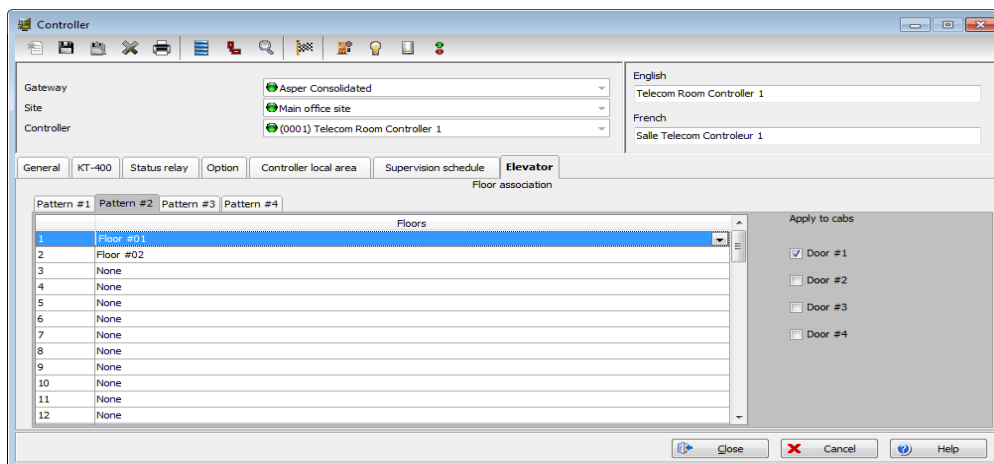 Controller
English
Gateway
Asper Consolidated
Telecom Room Controller 1
Site
Main office site
French
Controller
(0001) Telecom Room Controller 1
Salle Telecom Controleur 1
General
KT-400
Status relay
Option
Controller local area
Supervision schedule
Elevator
Floor association
Pattern #1
Pattern #2
Pattern #3
Pattern #4
Floors
Apply to cabs
1 Floor #01
2 Floor #02
3 None
4 None
5 None
6 None
7 None
8 None
9 None
10 None
11 None
12 None
Door #1
Door #2
Door #3
Door #4
Close
Cancel
Help